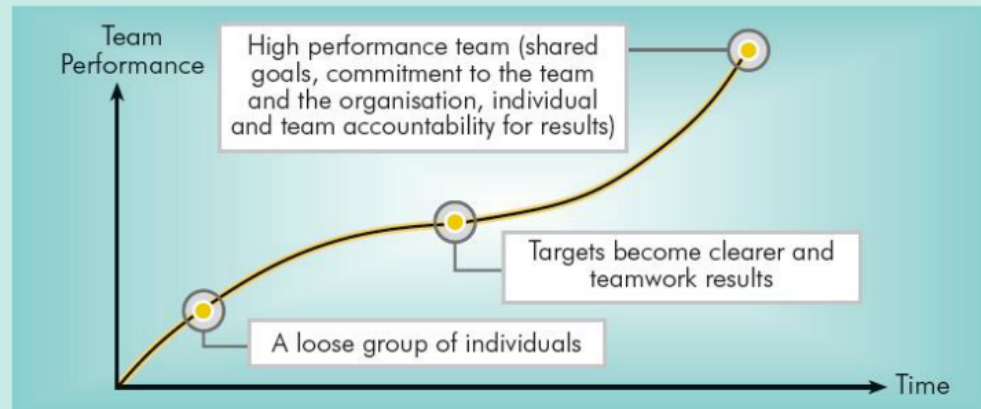 Team
Performance
High performance team (shared
goals, commitment to the team
and the organisation, individual
and team accountability for results)
Targets become clearer and
teamwork results
A loose group of individuals
Time